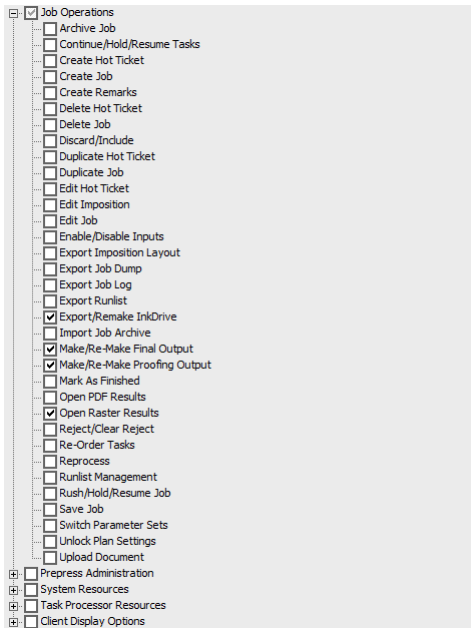 Job Operations
Archive Job
Continue/Hold/Resume Tasks
Create Hot Ticket
Create Job
Create Remarks
Delete Hot Ticket
Delete Job
Discard/Include
Duplicate Hot Ticket
Duplicate Job
Edit Hot Ticket
Edit Imposition
Edit Job
Enable/Disable Inputs
Export Imposition Layout
Export Job Dump
Export Job Log
Export Runlist
Export/Remake InkDrive
Import Job Archive
Make/Re-Make Final Output
Make/Re-Make Proofing Output
Mark As Finished
Open PDF Results
Open Raster Results
Reject/Clear Reject
Re-Order Tasks
Reprocess
Runlist Management
Rush/Hold/Resume Job
Save Job
Switch Parameter Sets
Unlock Plan Settings
Upload Document
Prepress Administration
System Resources
Task Processor Resources
Client Display Options